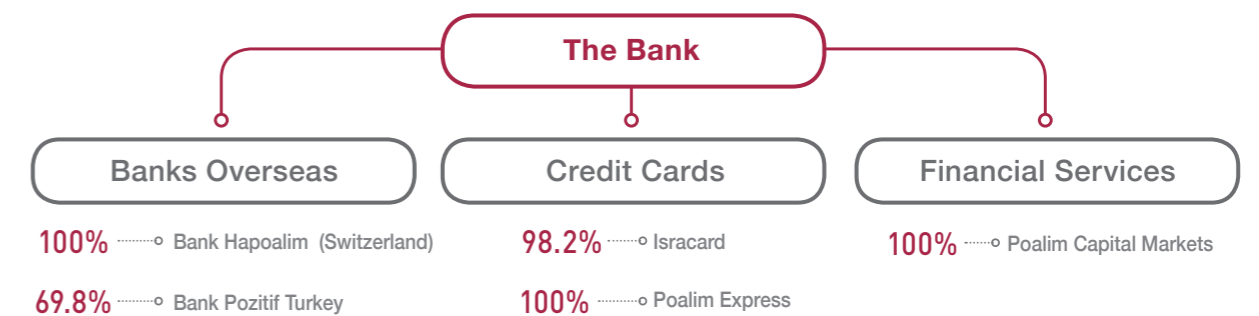 The Bank
Banks Overseas
100% Bank Hapoalim (Switzerland)
69.8% Bank Pozitif Turkey
Credit Cards
98.2% Isracard
100% Poalim Express
Financial Services
100% Poalim Capital Markets